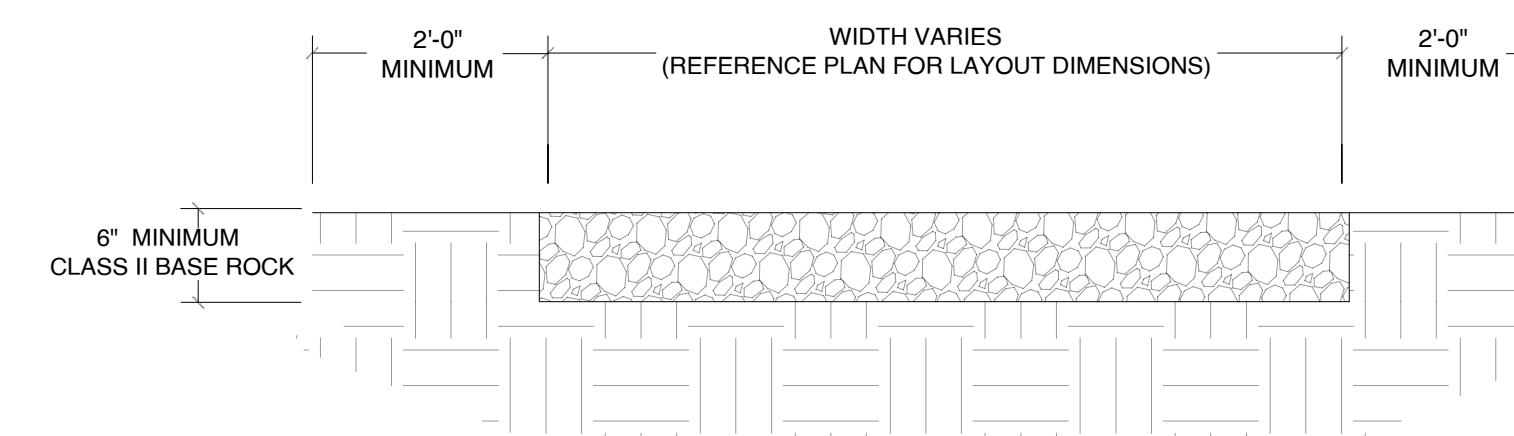 2'-0"
MINIMUM
WIDTH VARIES
(REFERENCE PLAN FOR LAYOUT DIMENSIONS)
2'-0"
MINIMUM
6" MINIMUM
CLASS II BASE ROCK